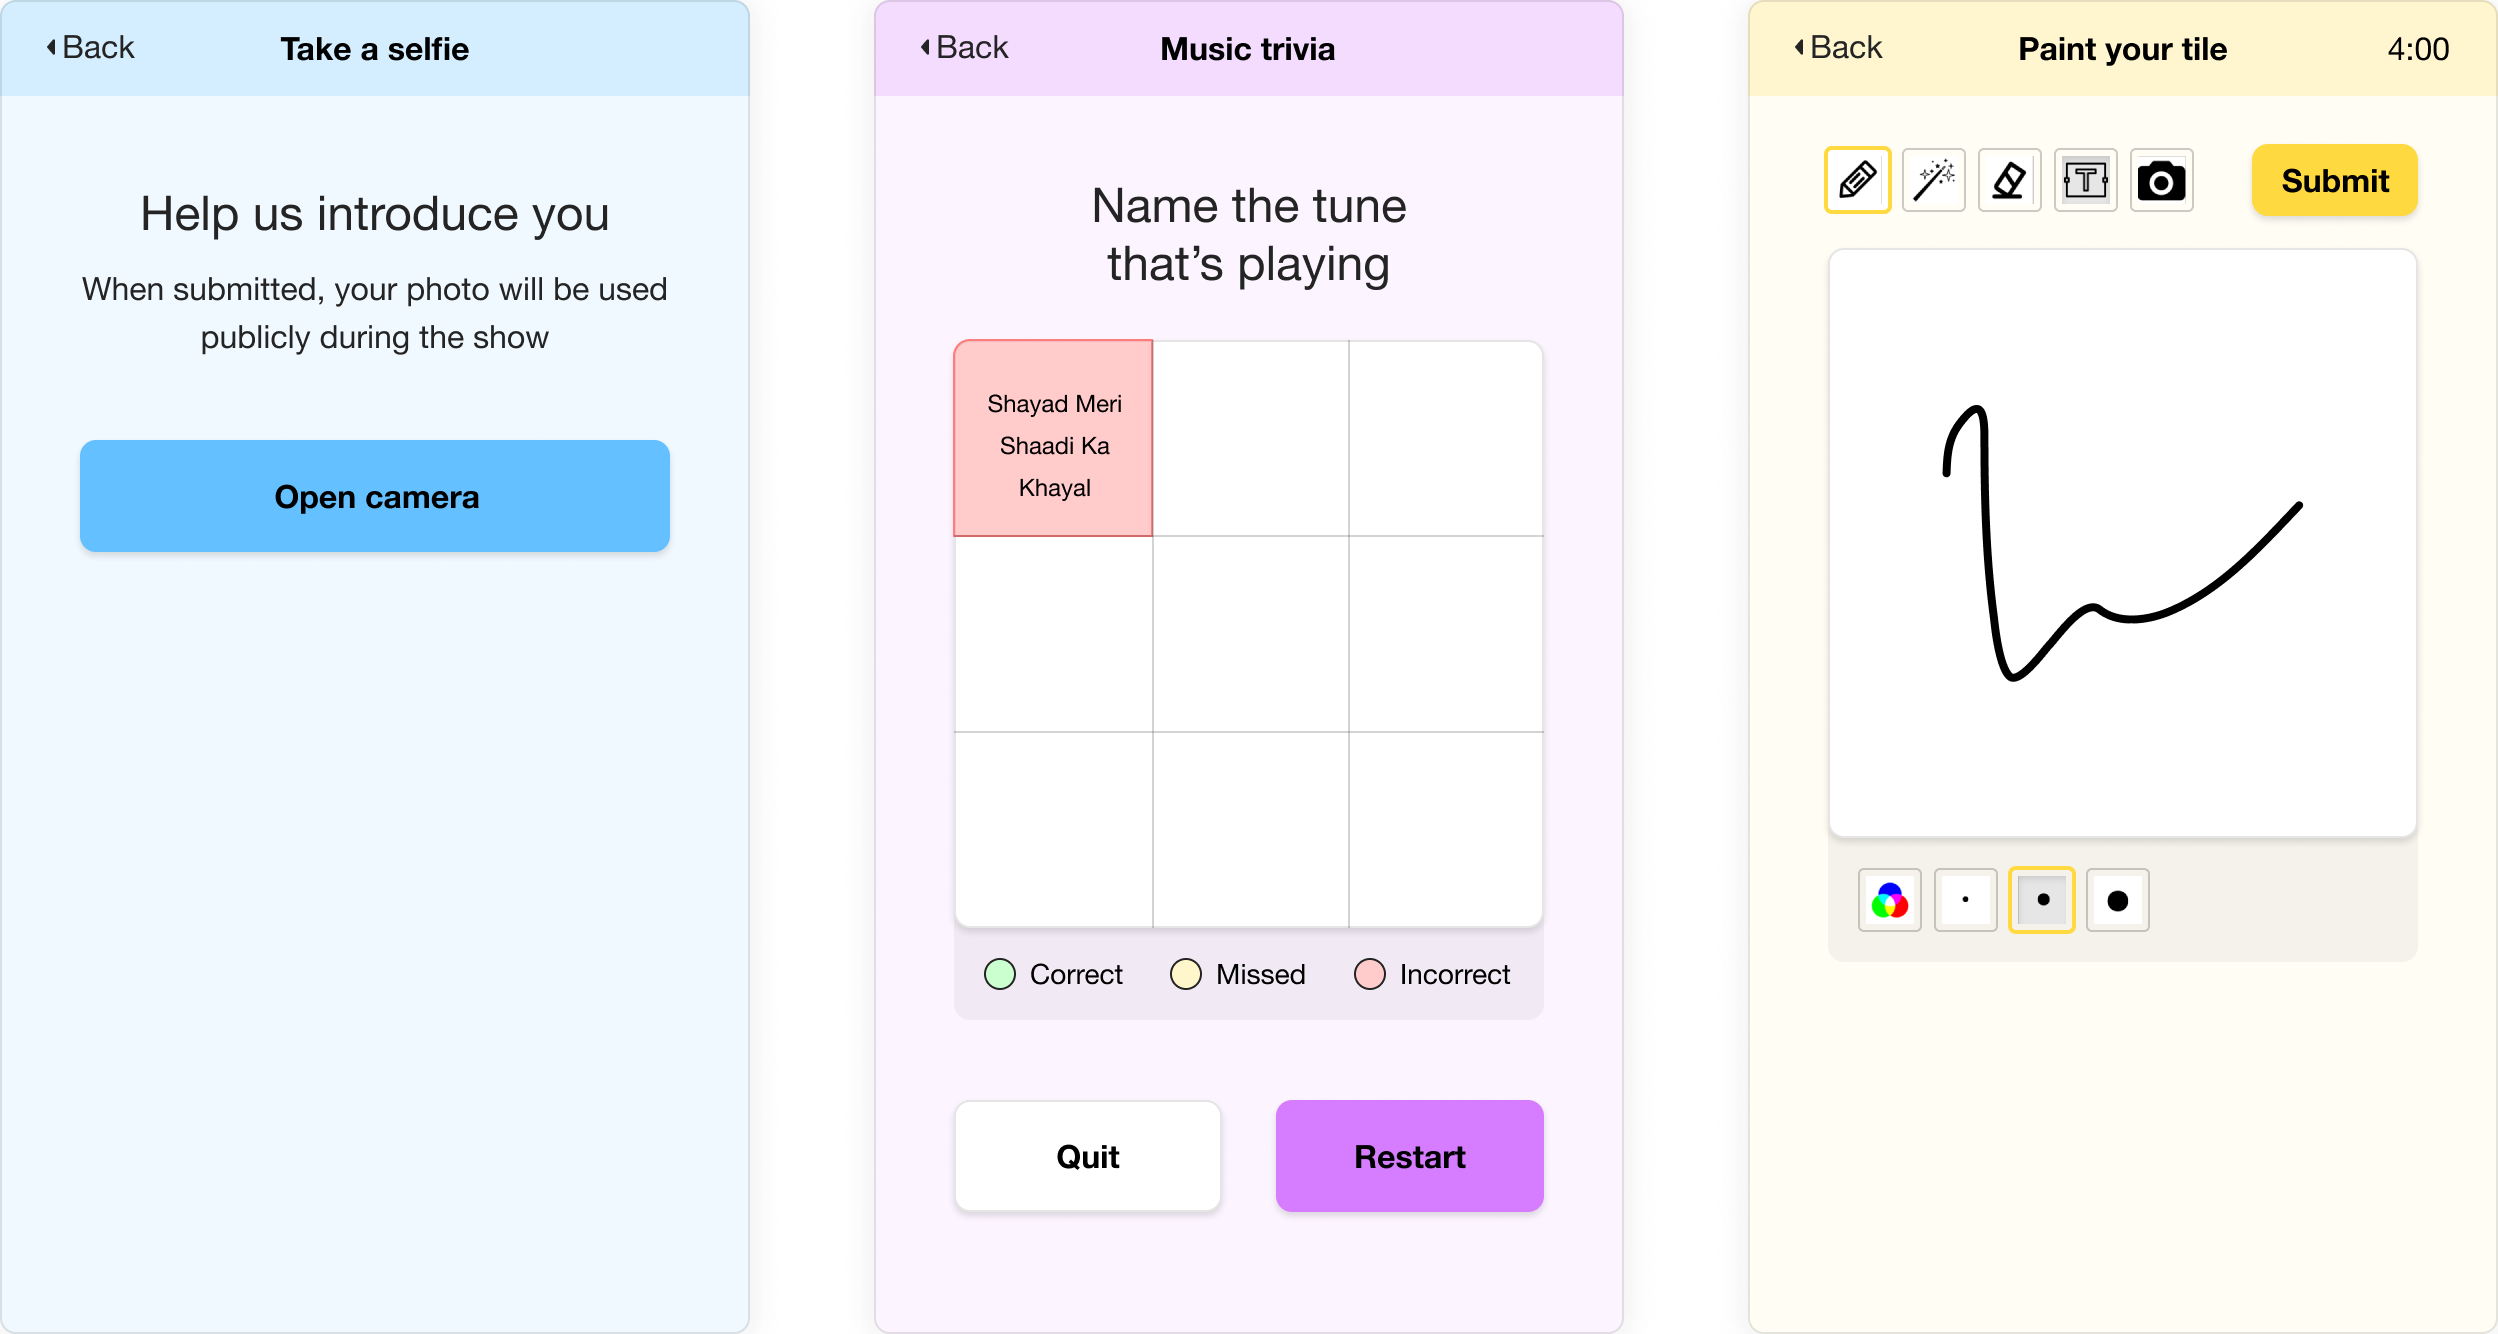 Back
Take a selfie
Help us introduce you
When submitted, your photo will be used
publicly during the show
Open camera
Back
Music trivia
Name the tune
that’s playing
Shayad Meri
Shaadi Ka
Khayal
Correct
Missed
Incorrect
Quit
Restart
Back
Paint your tile
4:00
T
Submit